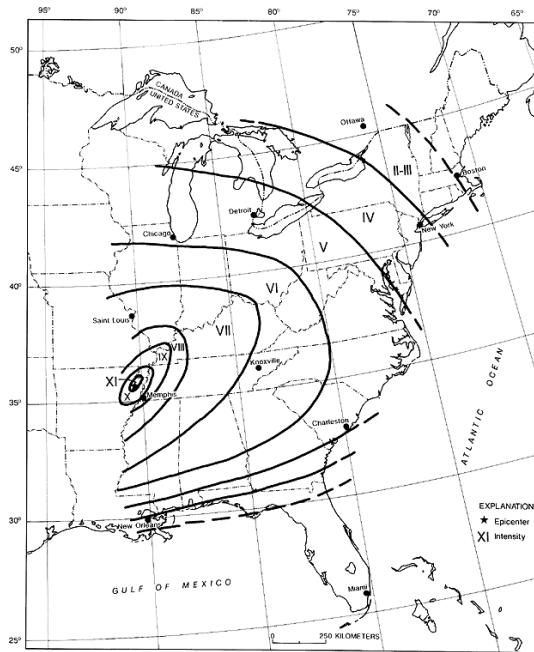 95° 90° 85° 80° 75° 70° 65°
50°
CANADA
UNITED STATES
Ottawa
II-III
Boston
45°
Detroit
IV
New York
Chicago
V
40°
VI
Saint Louis
VII
VIII
IX
Knoxville
XI
X
Memphis
35°
Charleston
ATLANTIC OCEAN
EXPLANATION
★ Epicenter
XI Intensity
30°
New Orleans
GULF OF MEXICO
Miami
25°
0 250 KILOMETERS